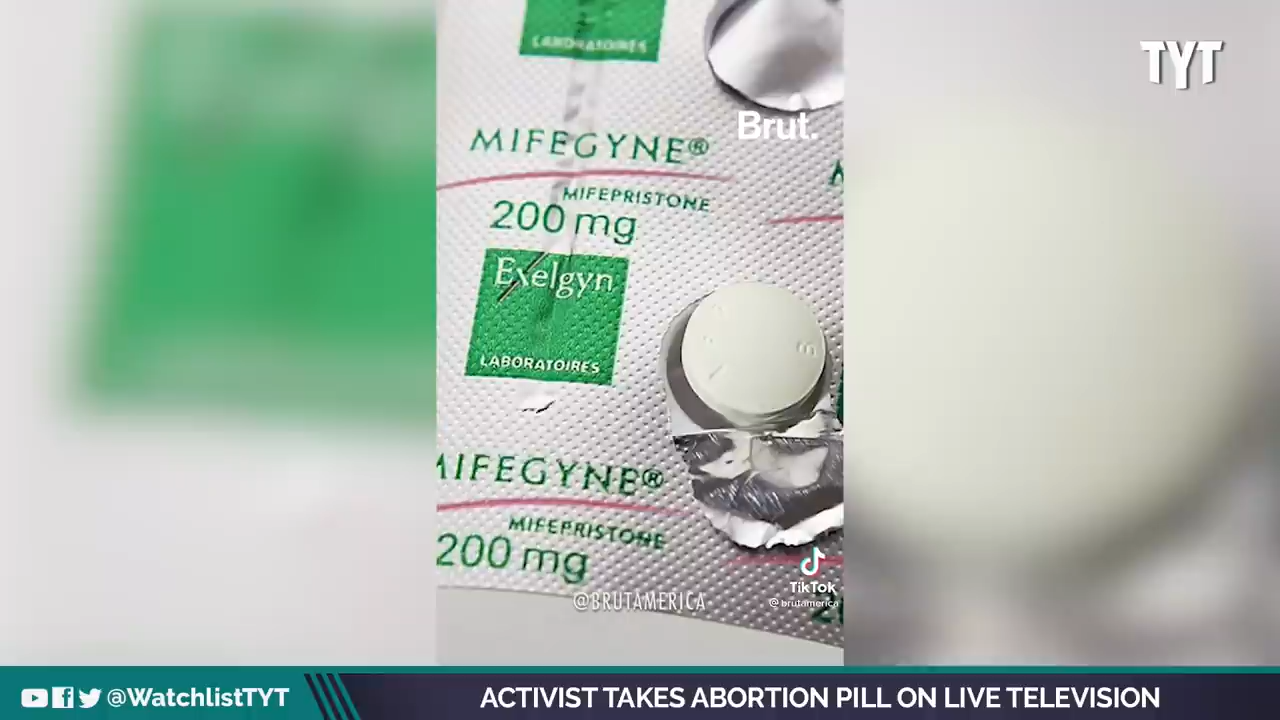 LABORATOIRES
TYT
Brut.
MIFEGYNE®
MIFEPRISTONE
200 mg
Exelgyn
LABORATOIRES
MIFEGYNE®
MIFEPRISTONE
200 mg
TikTok
@BRUTAMERICA
@brutamerica
@WatchlistTYT
ACTIVIST TAKES ABORTION PILL ON LIVE TELEVISION